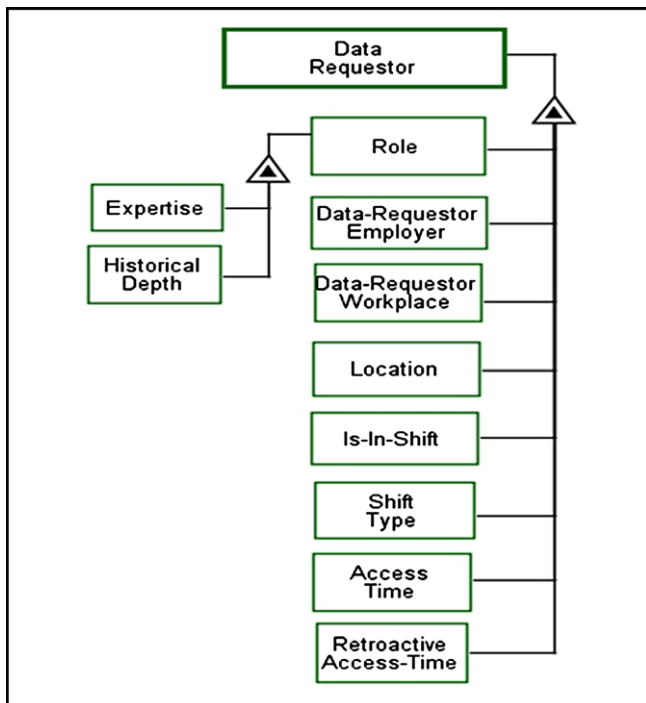 Data
Requestor
Role
Expertise
Historical
Depth
Data-Requestor
Employer
Data-Requestor
Workplace
Location
Is-In-Shift
Shift
Type
Access
Time
Retroactive
Access-Time